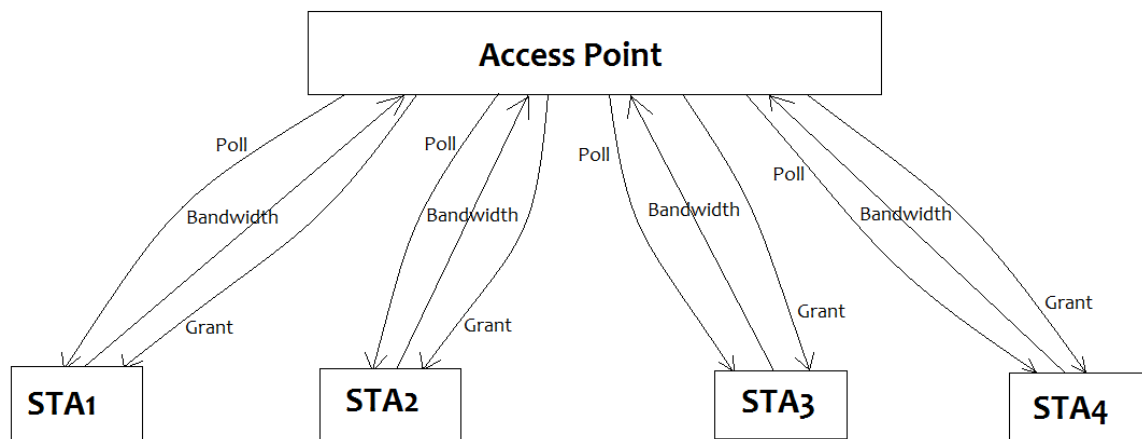 Access Point
Poll
Poll
Poll
Poll
Bandwidth
Bandwidth
Bandwidth
Bandwidth
Grant
Grant
Grant
Grant
STA1
STA2
STA3
STA4